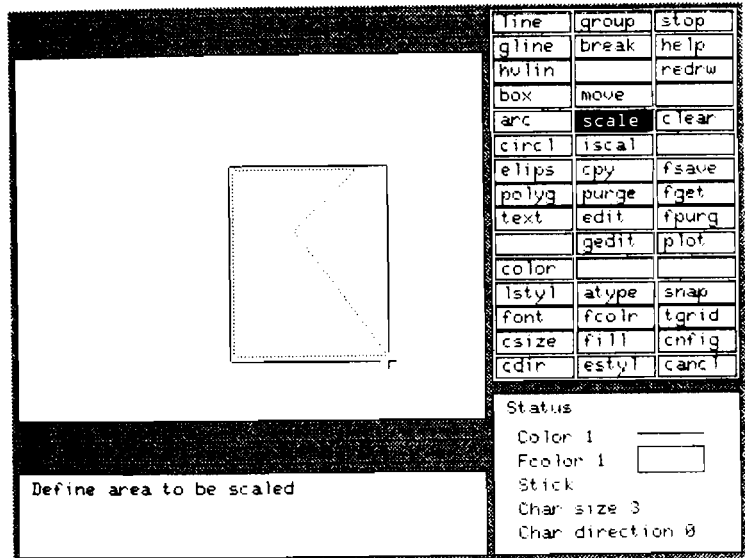 line group stop
gline break help
hvlin redrw
box move
arc scale clear
circl iscal
elips cpy fsave
polyg purge fget
text edit fpurg
gedit plot
color
lstyl atype snap
font fcolr tgrid
csize fill cnfig
cdir estyl cancl
Status
Color 1
Fcolor 1
Stick
Char size 3
Char direction 0
Define area to be scaled